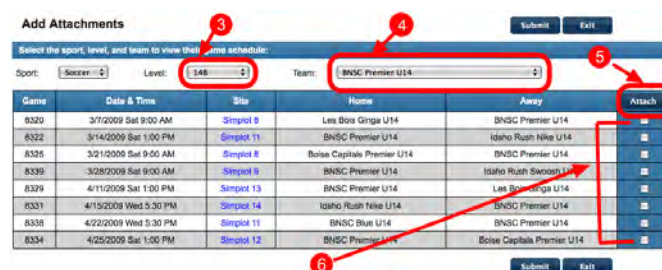 Add Attachments 3 4 Submit Exit
Select the sport, level, and team to view their game schedule: 5
Sport: Soccer Level: 14B Team: BNSC Premier U14
Game Date & Time Site Home Away Attach
8320 3/7/2009 Sat 9:00 AM Simplot 8 Les Bois Ginga U14 BNSC Premier U14
8322 3/14/2009 Sat 1:00 PM Simplot 11 BNSC Premier U14 Idaho Rush Nike U14
8325 3/21/2009 Sat 9:00 AM Simplot 8 Boise Capitals Premier U14 BNSC Premier U14
8339 3/28/2009 Sat 9:00 AM Simplot 9 BNSC Premier U14 Idaho Rush Swoosh U14
8329 4/11/2009 Sat 1:00 PM Simplot 13 BNSC Premier U14 Les Bois Ginga U14
8331 4/15/2009 Wed 5:30 PM Simplot 14 Idaho Rush Nike U14 BNSC Premier U14
8338 4/22/2009 Wed 5:30 PM Simplot 11 BNSC Blue U14 BNSC Premier U14
8334 4/25/2009 Sat 1:00 PM Simplot 12 BNSC Premier U14 Boise Capitals Premier U14
6 Submit Exit